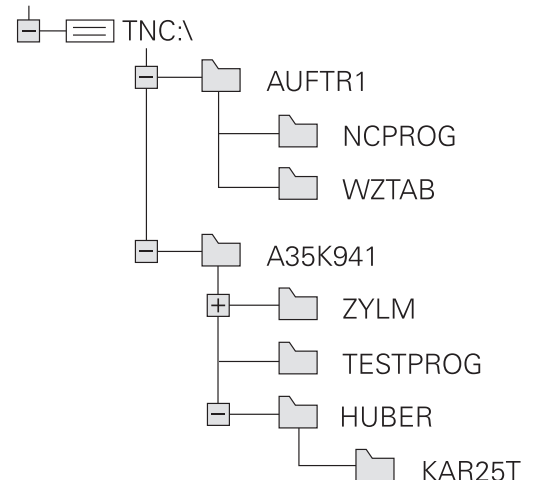 TNC:\
AUFTR1
NCPROG
WZTAB
A35K941
ZYLM
TESTPROG
HUBER
KAR25T